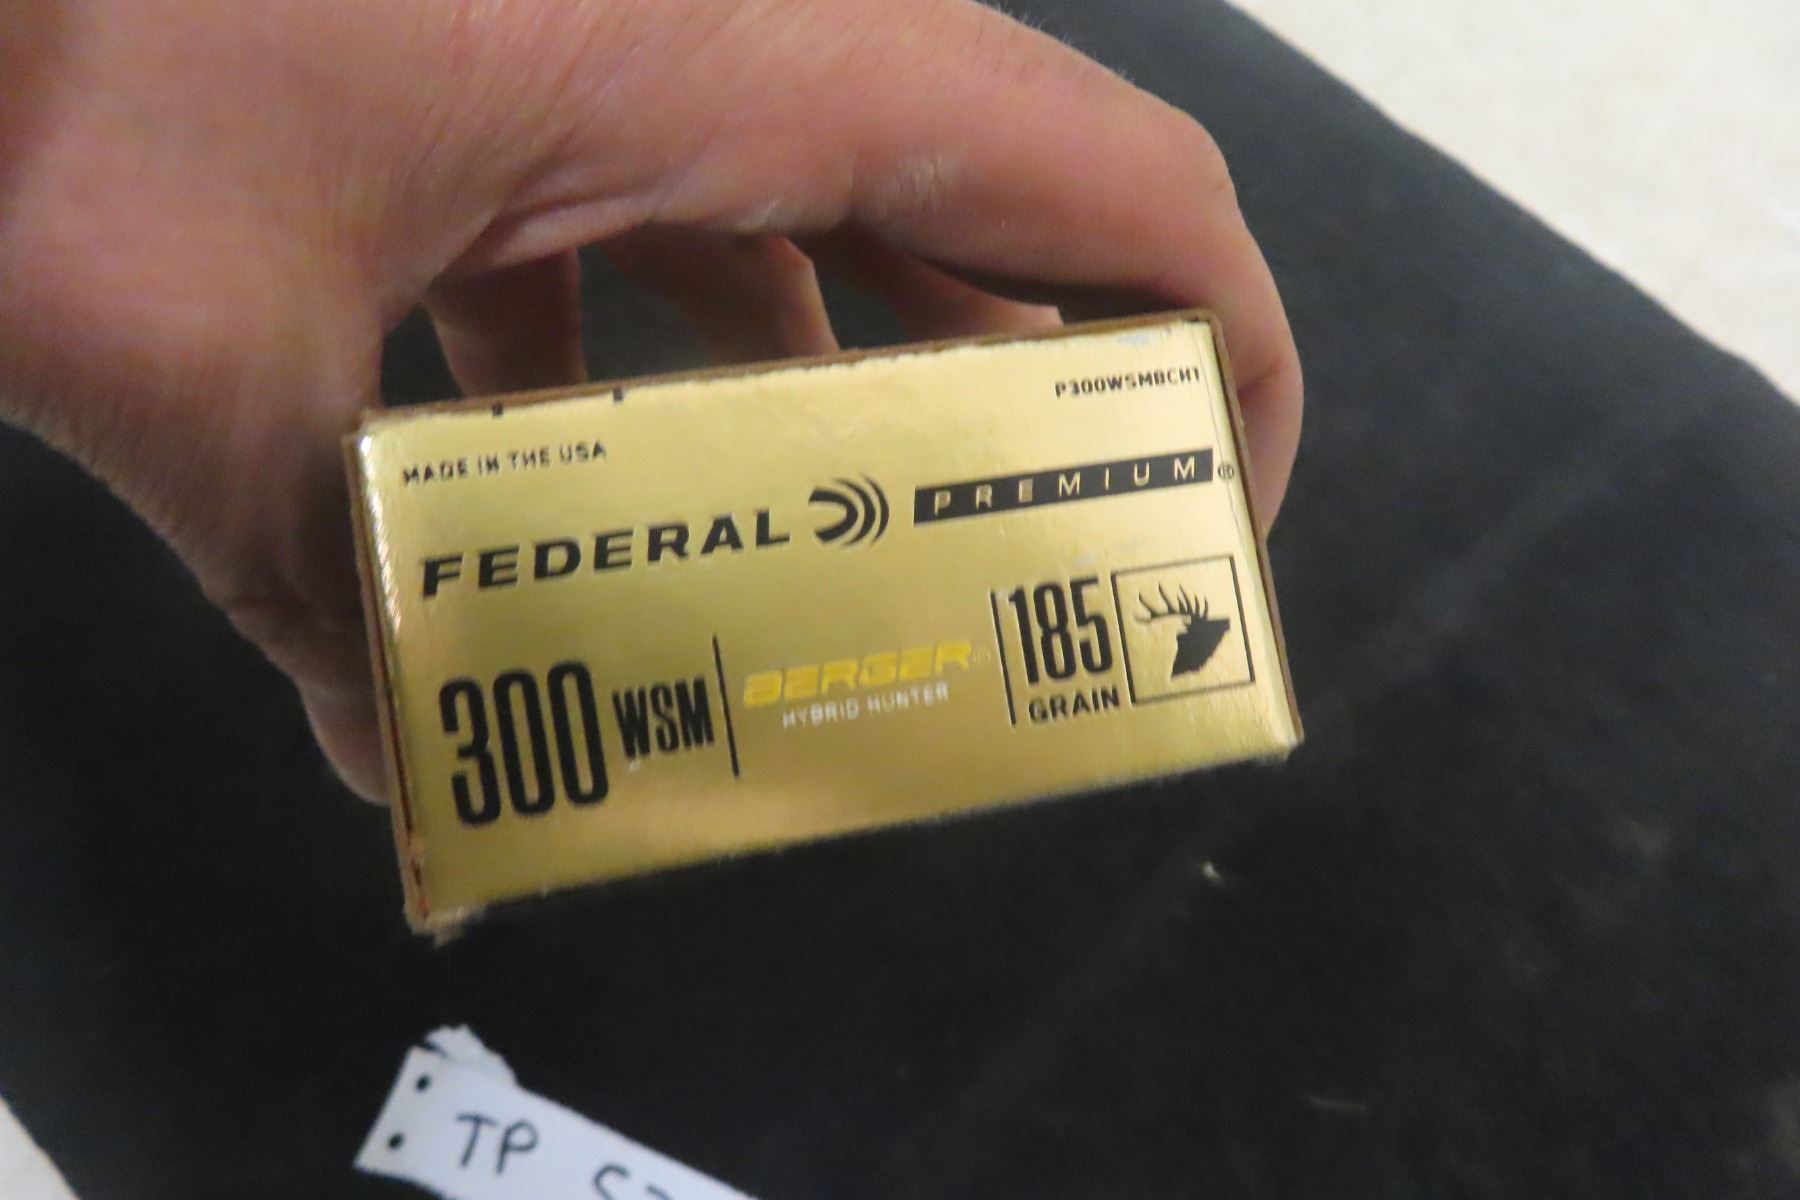 P300WSMBCH1
MADE IN THE USA
FEDERAL PREMIUM®
300 WSM
BERGER
HYBRID HUNTER
185
GRAIN
TP